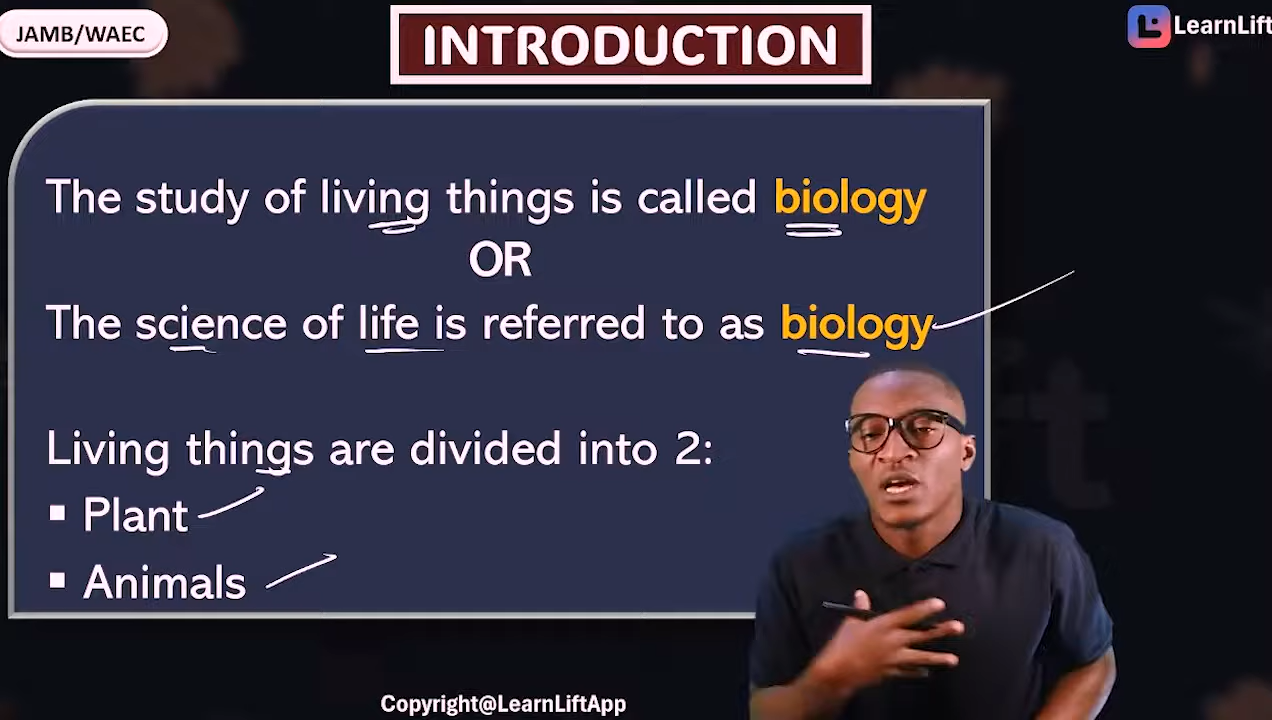 JAMB/WAEC
INTRODUCTION
LearnLift
The study of living things is called biology
OR
The science of life is referred to as biology
Living things are divided into 2:
▪ Plant
▪ Animals
Copyright@LearnLiftApp